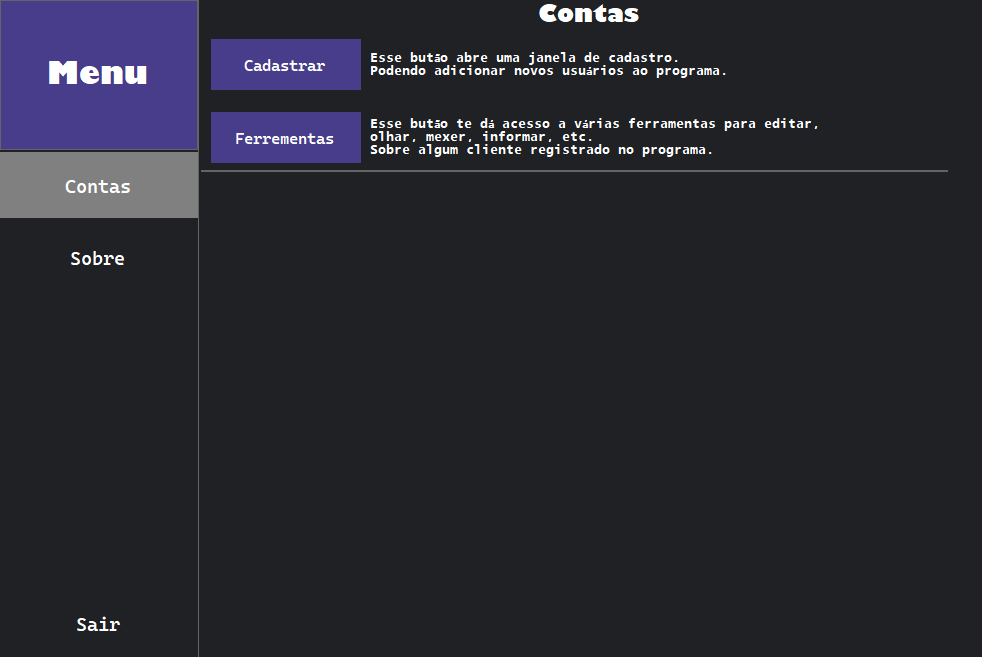 Menu
Contas
Sobre
Sair
Contas
Cadastrar
Esse butão abre uma janela de cadastro.
Podendo adicionar novos usuários ao programa.
Ferrementas
Esse butão te dá acesso a várias ferramentas para editar,
olhar, mexer, informar, etc.
Sobre algum cliente registrado no programa.